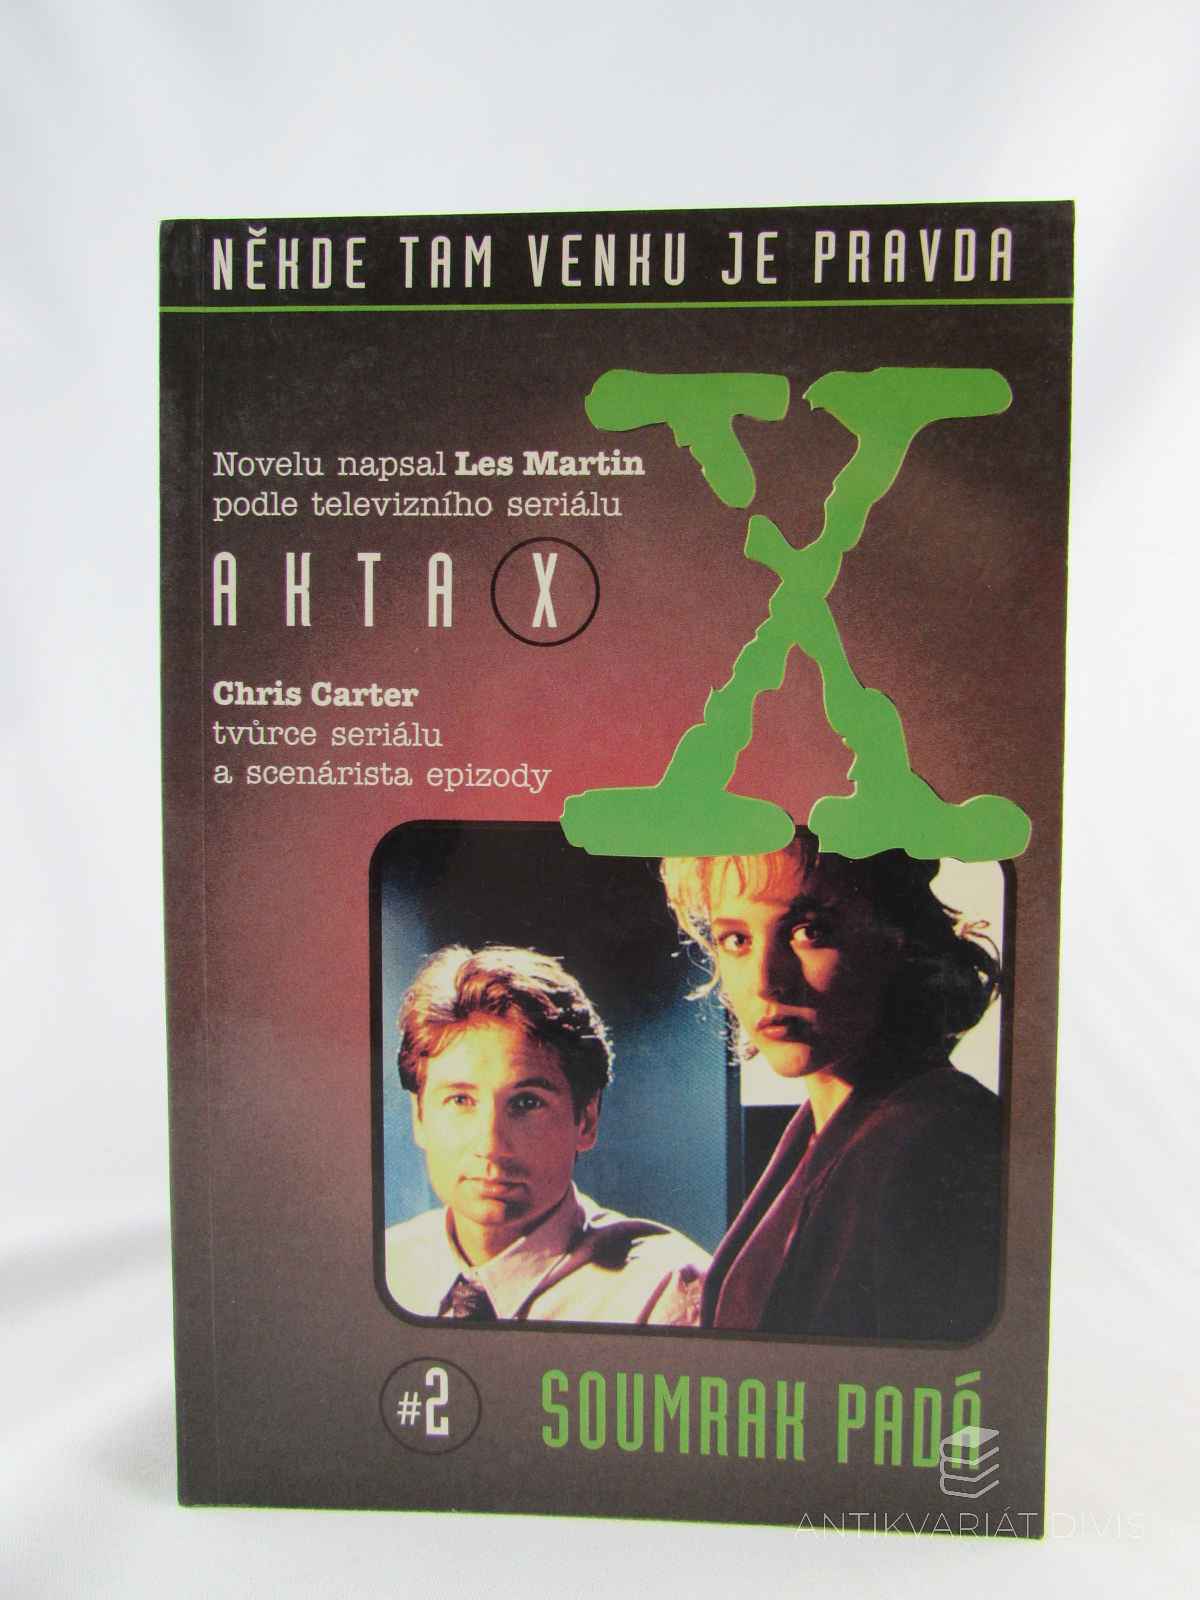 NĚKDE TAM VENKU JE PRAVDA
Novelu napsal Les Martin
podle televizního seriálu
AKTA X
Chris Carter
tvůrce seriálu
a scenárista epizody
#2 SOUMRAK PADÁ
ANTIKVARIÁT DIVIŠ